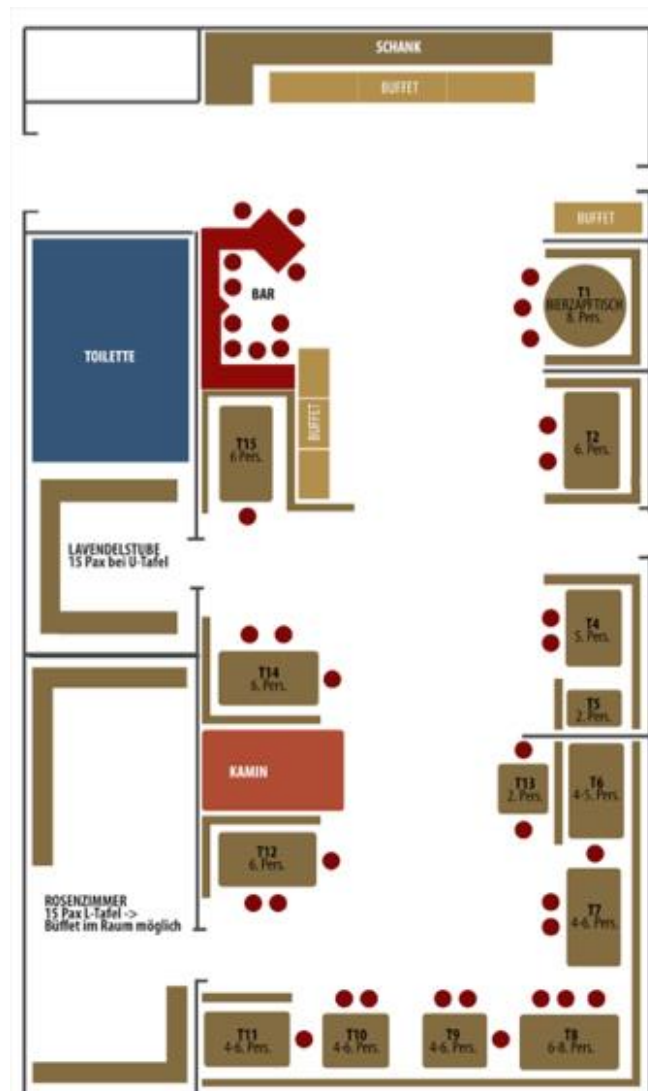 SCHANK
BUFFET
BUFFET
T1
BIERZAPFTISCH
8. Pers.
BAR
TOILETTE
BUFFET
T15
6 Pers.
T2
6. Pers.
LAVENDELSTUBE
15 Pax bei U-Tafel
T4
5. Pers.
T14
6. Pers.
T5
2. Pers.
KAMIN
T13
2. Pers.
T6
4-5. Pers.
T12
6. Pers.
ROSENZIMMER
15 Pax L-Tafel ->
Büffet im Raum möglich
T7
4-6. Pers.
T11
4-6. Pers.
T10
4-6. Pers.
T9
4-6. Pers.
T8
6-8. Pers.